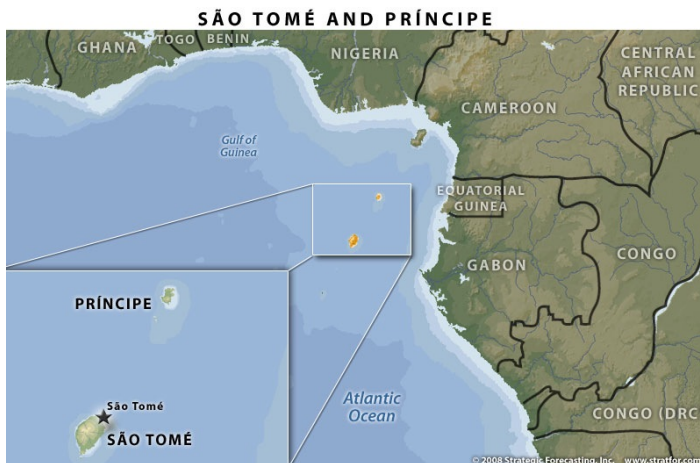 SÃO TOMÉ AND PRÍNCIPE
GHANA
TOGO
BENIN
NIGERIA
CENTRAL
AFRICAN
REPUBLIC
CAMEROON
Gulf of
Guinea
EQUATORIAL
GUINEA
GABON
CONGO
PRÍNCIPE
São Tomé
SÃO TOMÉ
Atlantic
Ocean
CONGO (DRC
© 2008 Strategic Forecasting, Inc. www.stratfor.com